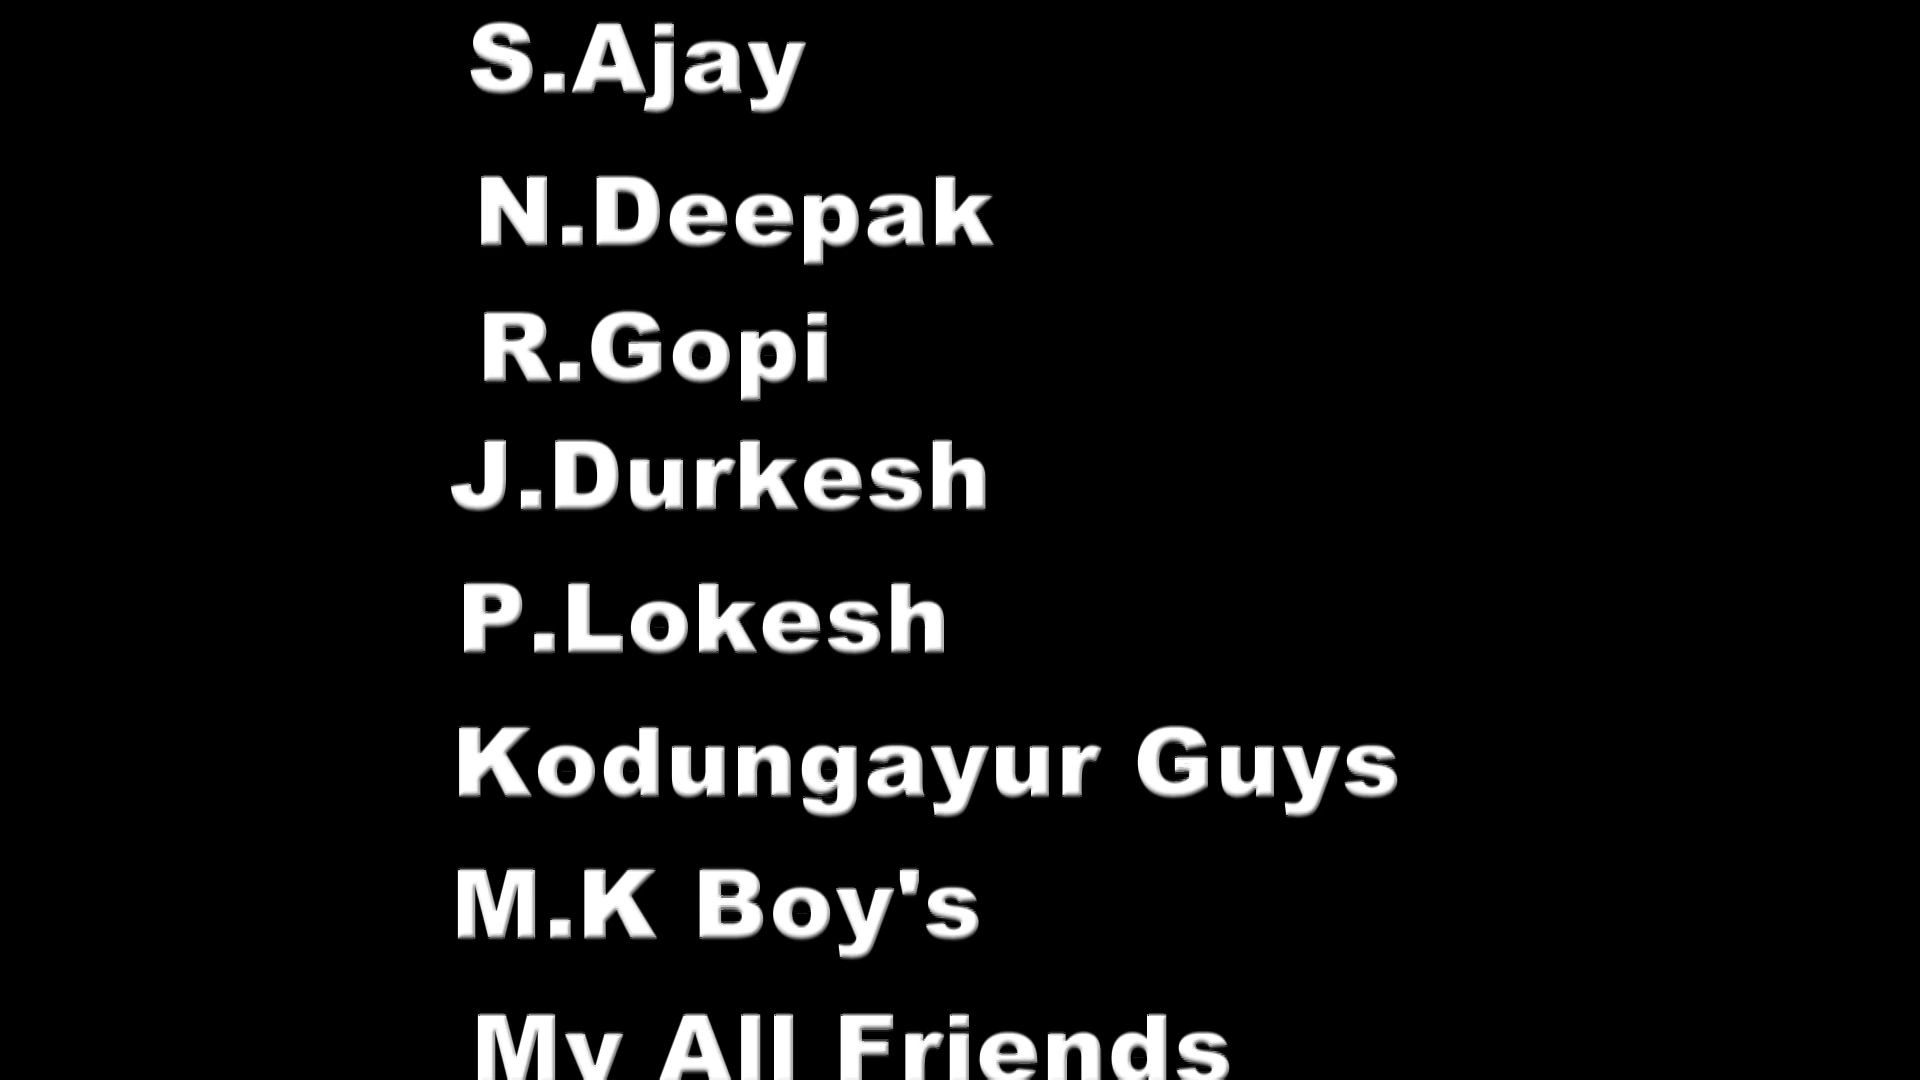 S.Ajay
N.Deepak
R.Gopi
J.Durkesh
P.Lokesh
Kodungayur Guys
M.K Boy's
My All Friends